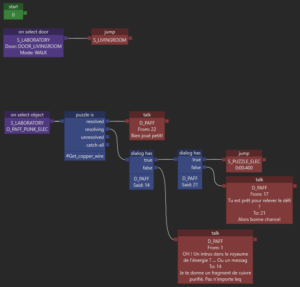 start
0
on select door
S_LABORATORY
Door: DOOR_LIVINGROOM
Mode: WALK
jump
S_LIVINGROOM
on select object
S_LABORATORY
O_PAFF_PUNK_ELEC
puzzle is
resolved
resolving
unresolved
catch-all
#Get_copper_wire
talk
D_PAFF
From: 22
Bien joué petit!
dialog has
true
false
D_PAFF
Said: 14
dialog has
true
false
D_PAFF
Said: 21
jump
S_PUZZLE_ELEC
0:00.400
talk
D_PAFF
From: 17
Tu est prêt pour relever le défi
?
To: 21
Alors bonne chance!
talk
D_PAFF
From: 1
OH ! Un intrus dans le royaume
de l'énergie ? ... Ou un messag
To: 14
Je te donne un fragment de cuivre
purifié. Pas n'importe leq